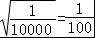 √(1/10000) = 1/100